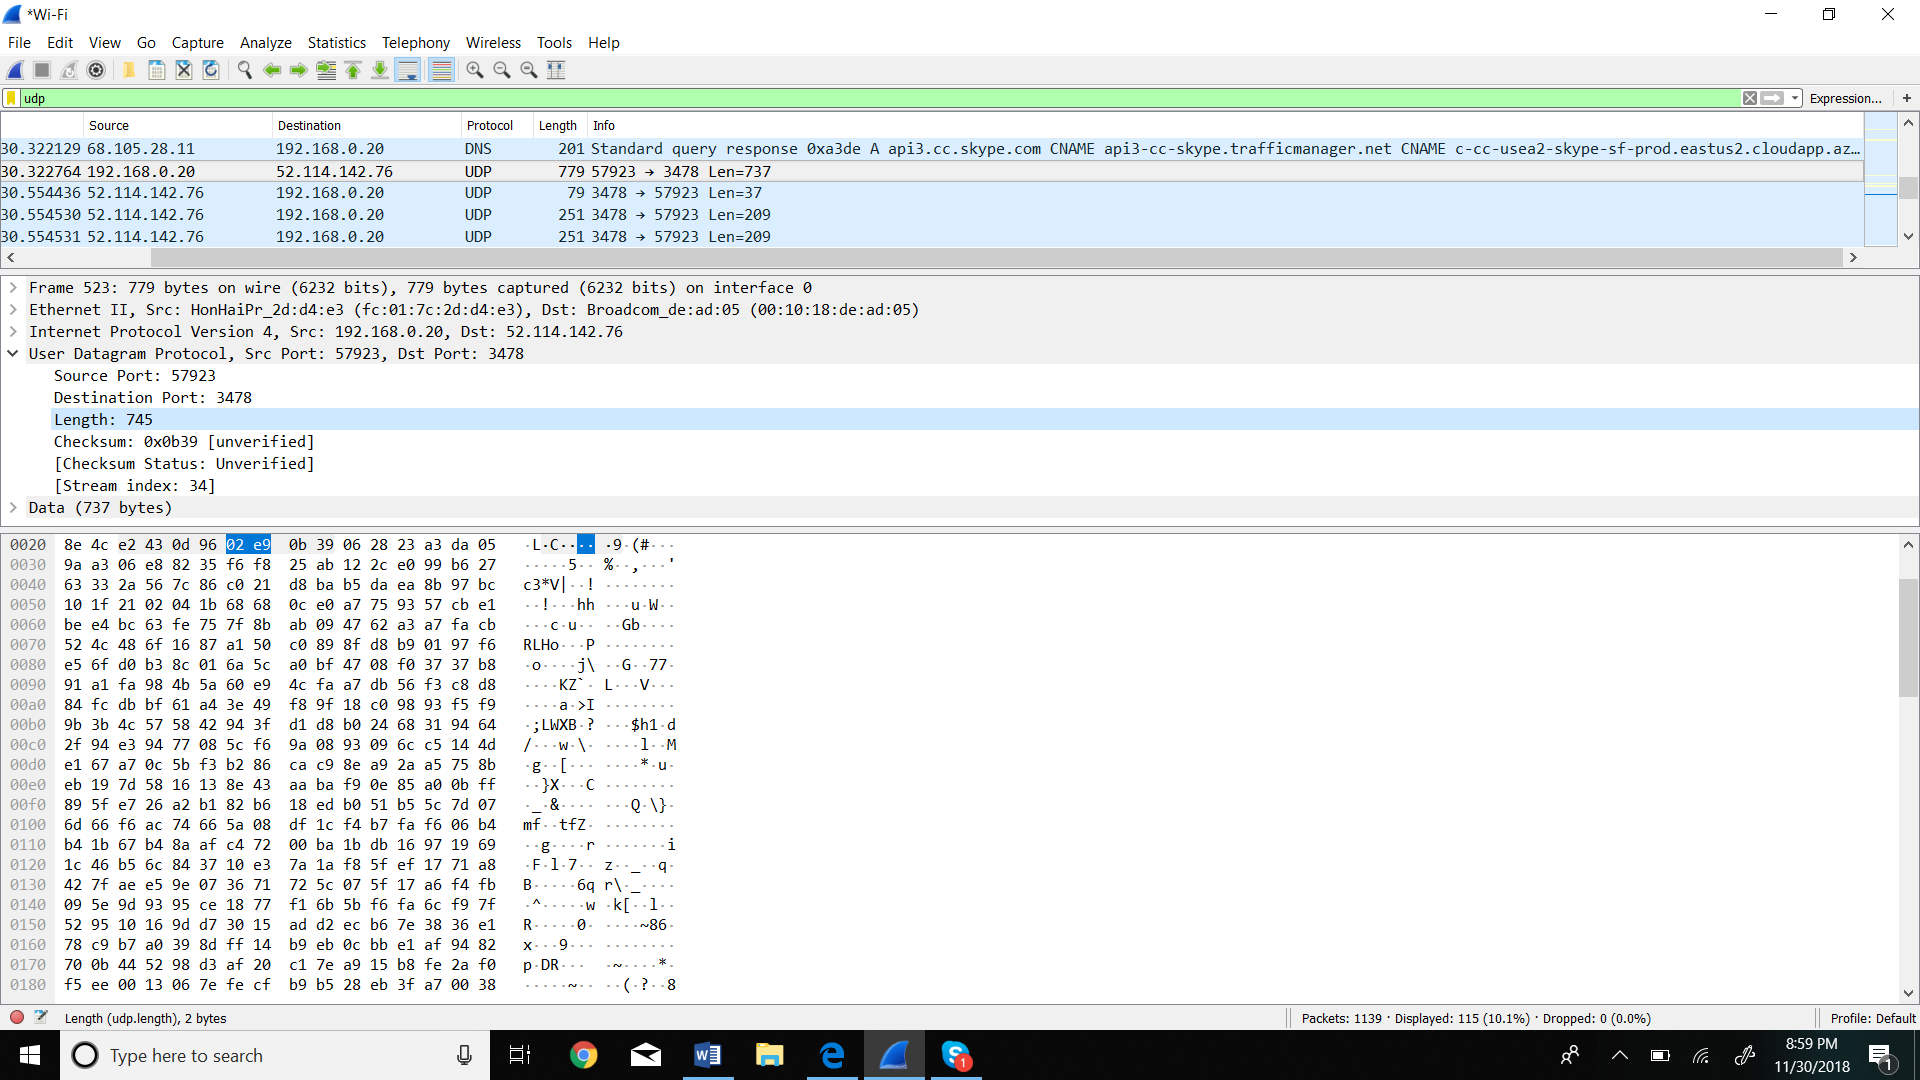 *Wi-Fi
File Edit View Go Capture Analyze Statistics Telephony Wireless Tools Help
udp
Expression... +
Source Destination Protocol Length Info
30.322129 68.105.28.11 192.168.0.20 DNS 201 Standard query response 0xa3de A api3.cc.skype.com CNAME api3-cc-skype.trafficmanager.net CNAME c-cc-usea2-skype-sf-prod.eastus2.cloudapp.az…
30.322764 192.168.0.20 52.114.142.76 UDP 779 57923 → 3478 Len=737
30.554436 52.114.142.76 192.168.0.20 UDP 79 3478 → 57923 Len=37
30.554530 52.114.142.76 192.168.0.20 UDP 251 3478 → 57923 Len=209
30.554531 52.114.142.76 192.168.0.20 UDP 251 3478 → 57923 Len=209
Frame 523: 779 bytes on wire (6232 bits), 779 bytes captured (6232 bits) on interface 0
Ethernet II, Src: HonHaiPr_2d:d4:e3 (fc:01:7c:2d:d4:e3), Dst: Broadcom_de:ad:05 (00:10:18:de:ad:05)
Internet Protocol Version 4, Src: 192.168.0.20, Dst: 52.114.142.76
User Datagram Protocol, Src Port: 57923, Dst Port: 3478
Source Port: 57923
Destination Port: 3478
Length: 745
Checksum: 0x0b39 [unverified]
[Checksum Status: Unverified]
[Stream index: 34]
Data (737 bytes)
0020 8e 4c e2 43 0d 96 02 e9 0b 39 06 28 23 a3 da 05 ·L·C···· ·9·(#···
0030 9a a3 06 e8 82 35 f6 f8 25 ab 12 2c e0 99 b6 27 ·····5·· %··,···'
0040 63 33 2a 56 7c 86 c0 21 d8 ba b5 da ea 8b 97 bc c3*V|··! ········
0050 10 1f 21 02 04 1b 68 68 0c e0 a7 75 93 57 cb e1 ··!···hh ···u·W··
0060 be e4 bc 63 fe 75 7f 8b ab 09 47 62 a3 a7 fa cb ···c·u·· ··Gb····
0070 52 4c 48 6f 16 87 a1 50 c0 89 8f d8 b9 01 97 f6 RLHo···P ········
0080 e5 6f d0 b3 8c 01 6a 5c a0 bf 47 08 f0 37 37 b8 ·o····j\ ··G··77·
0090 91 a1 fa 98 4b 5a 60 e9 4c fa a7 db 56 f3 c8 d8 ····KZ`· L···V···
00a0 84 fc db bf 61 a4 3e 49 f8 9f 18 c0 98 93 f5 f9 ····a·>I ········
00b0 9b 3b 4c 57 58 42 94 3f d1 d8 b0 24 68 31 94 64 ·;LWXB·? ···$h1·d
00c0 2f 94 e3 94 77 08 5c f6 9a 08 93 09 6c c5 14 4d /···w·\· ····l··M
00d0 e1 67 a7 0c 5b f3 b2 86 ca c9 8e a9 2a a5 75 8b ·g··[··· ····*·u·
00e0 eb 19 7d 58 16 13 8e 43 aa ba f9 0e 85 a0 0b ff ··}X···C ········
00f0 89 5f e7 26 a2 b1 82 b6 18 ed b0 51 b5 5c 7d 07 ·_·&···· ···Q·\}·
0100 6d 66 f6 ac 74 66 5a 08 df 1c f4 b7 fa f6 06 b4 mf··tfZ· ········
0110 b4 1b 67 b4 8a af c4 72 00 ba 1b db 16 97 19 69 ··g····r ·······i
0120 1c 46 b5 6c 84 37 10 e3 7a 1a f8 5f ef 17 71 a8 ·F·l·7·· z··_··q·
0130 42 7f ae e5 9e 07 36 71 72 5c 07 5f 17 a6 f4 fb B·····6q r\·_····
0140 09 5e 9d 93 95 ce 18 77 f1 6b 5b f6 fa 6c f9 7f ·^·····w ·k[··l··
0150 52 95 10 16 9d d7 30 15 ad d2 ec b6 7e 38 36 e1 R·····0· ····~86·
0160 78 c9 b7 a0 39 8d ff 14 b9 eb 0c bb e1 af 94 82 x···9··· ········
0170 70 0b 44 52 98 d3 af 20 c1 7e a9 15 b8 fe 2a f0 p·DR··· ·~····*·
0180 f5 ee 00 13 06 7e fe cf b9 b5 28 eb 3f a7 00 38 ·····~·· ··(·?··8
Length (udp.length), 2 bytes
Packets: 1139 · Displayed: 115 (10.1%) · Dropped: 0 (0.0%)
Profile: Default
Type here to search
1
8:59 PM
11/30/2018
1